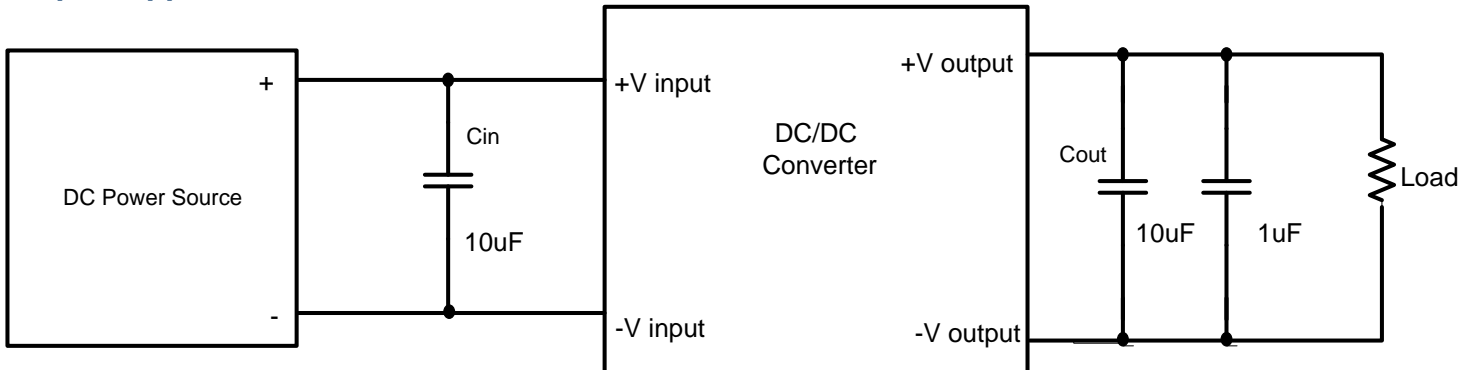 +V output
+
+V input
DC/DC
Converter
Cin
Cout
DC Power Source
Load
10uF
10uF
1uF
-
-V input
-V output